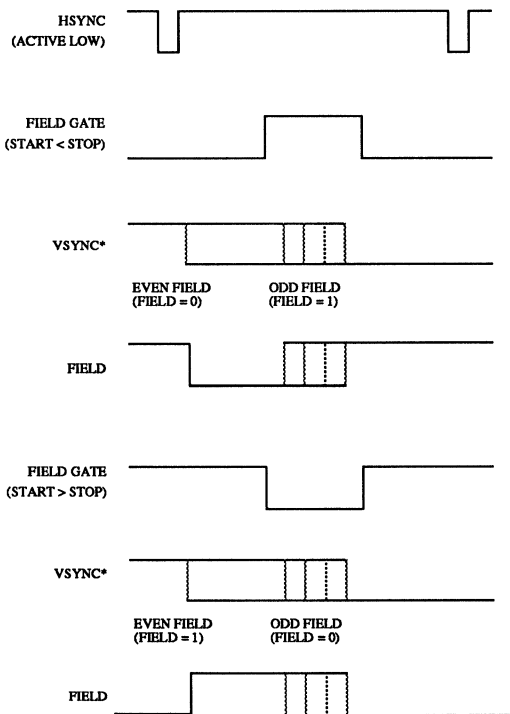 HSYNC
(ACTIVE LOW)
FIELD GATE
(START < STOP)
VSYNC*
EVEN FIELD
(FIELD = 0)
ODD FIELD
(FIELD = 1)
FIELD
FIELD GATE
(START > STOP)
VSYNC*
EVEN FIELD
(FIELD = 1)
ODD FIELD
(FIELD = 0)
FIELD